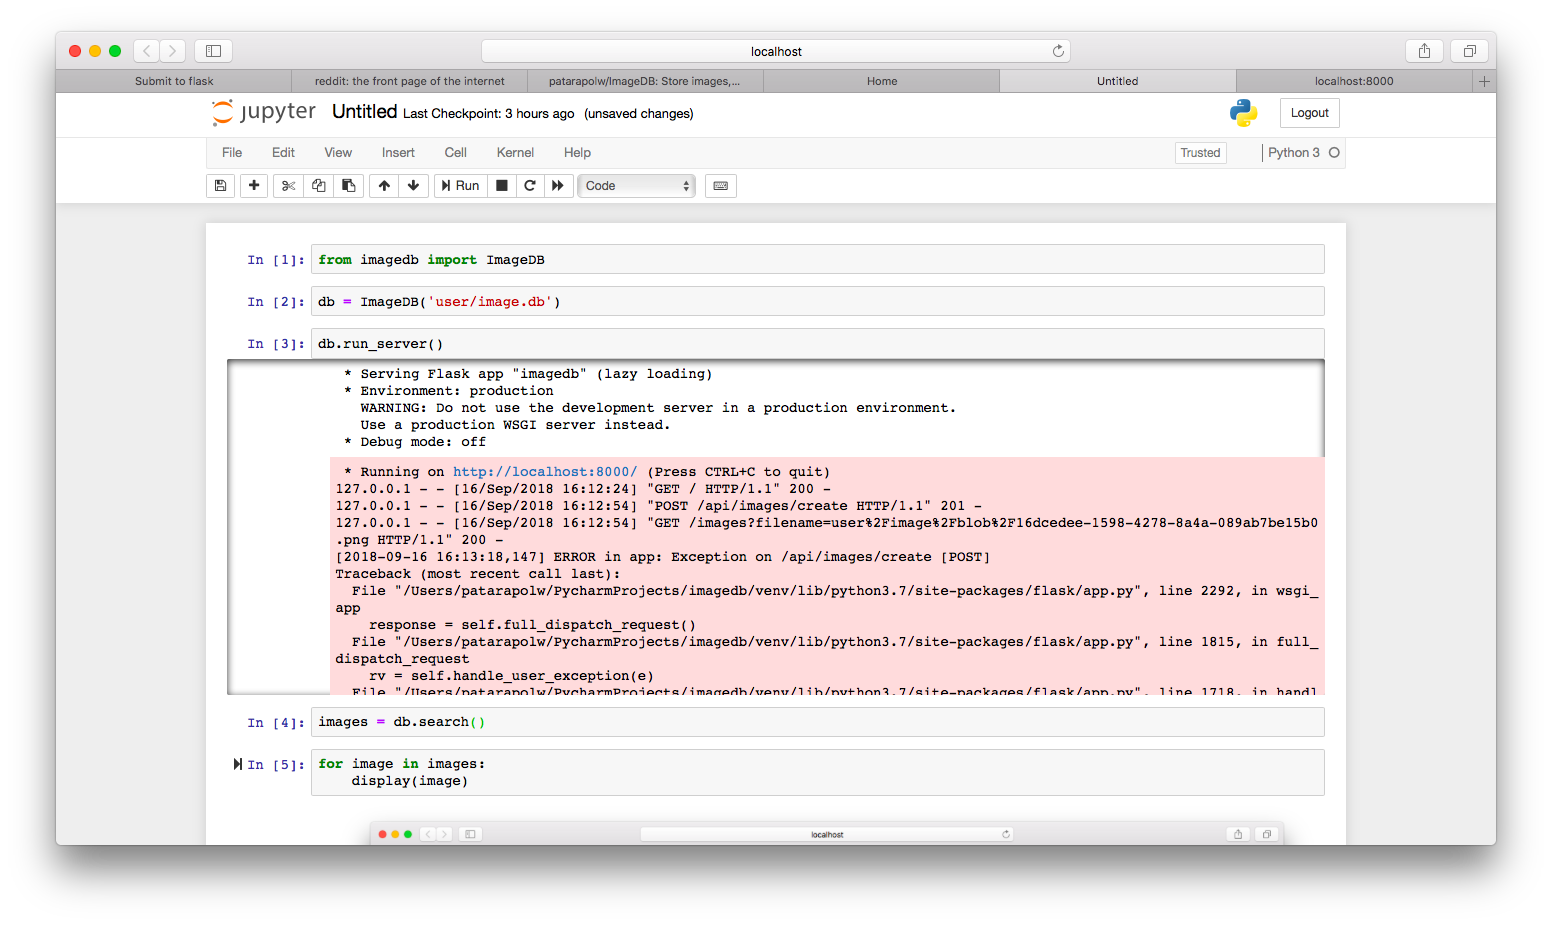 localhost
Submit to flask
reddit: the front page of the internet
patarapolw/ImageDB: Store images,...
Home
Untitled
localhost:8000
jupyter Untitled Last Checkpoint: 3 hours ago (unsaved changes)
Logout
File Edit View Insert Cell Kernel Help
Trusted
Python 3
Run
Code
In [1]: from imagedb import ImageDB
In [2]: db = ImageDB('user/image.db')
In [3]: db.run_server()
* Serving Flask app "imagedb" (lazy loading)
* Environment: production
WARNING: Do not use the development server in a production environment.
Use a production WSGI server instead.
* Debug mode: off
* Running on http://localhost:8000/ (Press CTRL+C to quit)
127.0.0.1 - - [16/Sep/2018 16:12:24] "GET / HTTP/1.1" 200 -
127.0.0.1 - - [16/Sep/2018 16:12:54] "POST /api/images/create HTTP/1.1" 201 -
127.0.0.1 - - [16/Sep/2018 16:12:54] "GET /images?filename=user%2Fimage%2Fblob%2F16dcedee-1598-4278-8a4a-089ab7be15b0
.png HTTP/1.1" 200 -
[2018-09-16 16:13:18,147] ERROR in app: Exception on /api/images/create [POST]
Traceback (most recent call last):
File "/Users/patarapolw/PycharmProjects/imagedb/venv/lib/python3.7/site-packages/flask/app.py", line 2292, in wsgi_
app
response = self.full_dispatch_request()
File "/Users/patarapolw/PycharmProjects/imagedb/venv/lib/python3.7/site-packages/flask/app.py", line 1815, in full_
dispatch_request
rv = self.handle_user_exception(e)
File "/Users/patarapolw/PycharmProjects/imagedb/venv/lib/python3.7/site-packages/flask/app.py", line 1718, in handl
In [4]: images = db.search()
In [5]: for image in images:
display(image)
localhost